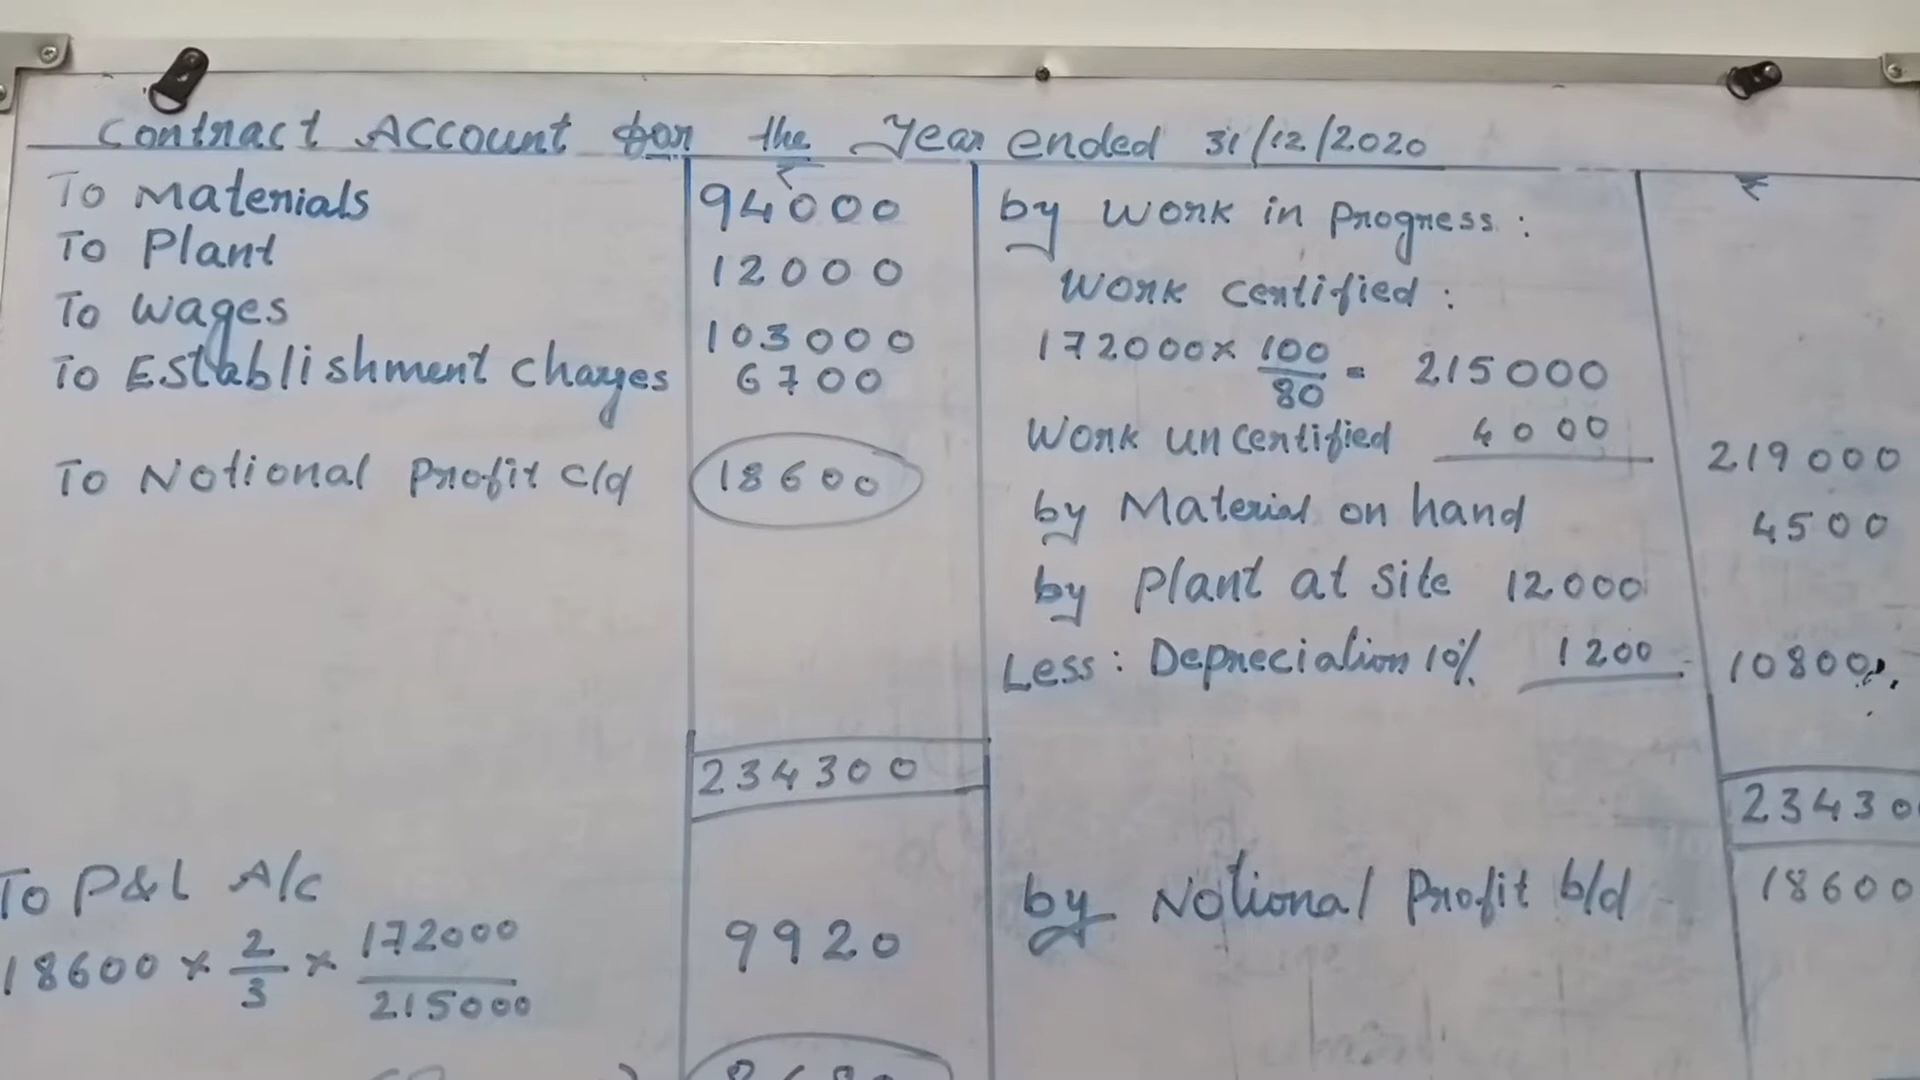 Contract Account for the Year ended 31/12/2020
₹
₹
To Materials 94000
To Plant 12000
To Wages 103000
To Establishment Charges 6700
To Notional Profit c/d 18600
234300
To P&L A/c
18600 × 2/3 × 172000/215000 9920
by Work in Progress :
Work Certified :
172000 × 100/80 = 215000
Work uncertified 4000 219000
by Material on hand 4500
by Plant at Site 12000
Less : Depreciation 10% 1200 10800
23430
by Notional Profit b/d 18600